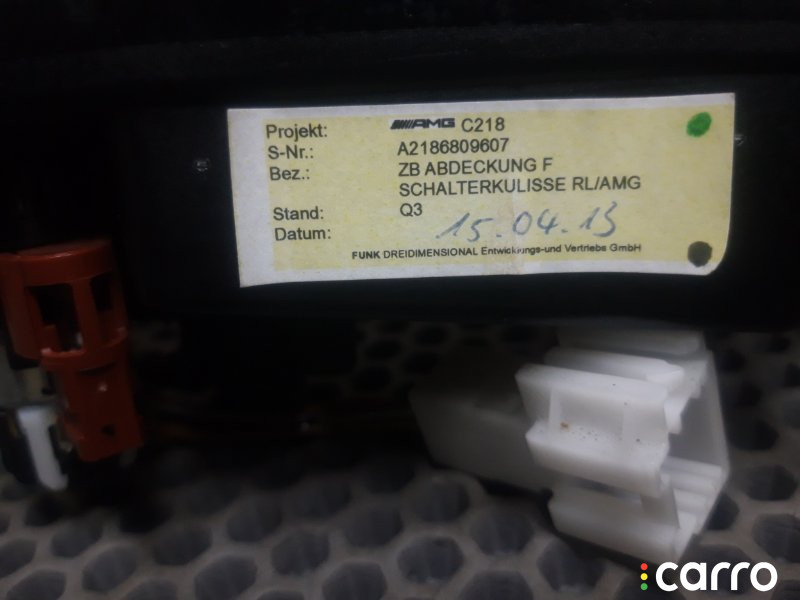 Projekt: AMG C218
S-Nr.: A2186809607
Bez.: ZB ABDECKUNG F
SCHALTERKULISSE RL/AMG
Stand: Q3
Datum: 15.04.13
FUNK DREIDIMENSIONAL Entwicklungs-und Vertriebs GmbH
carro